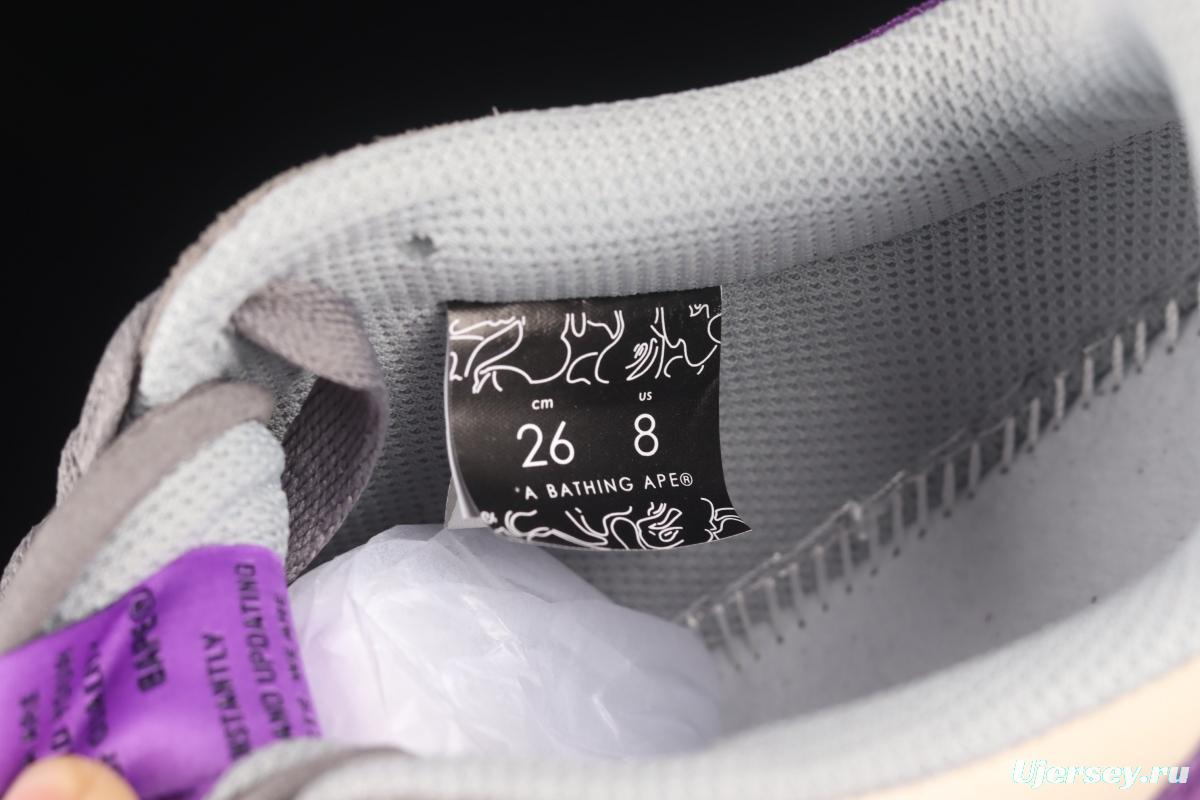 cm US
26 8
A BATHING APE®
BAPE®
CONSTANTLY
AND UPDATING
Ujersey.ru